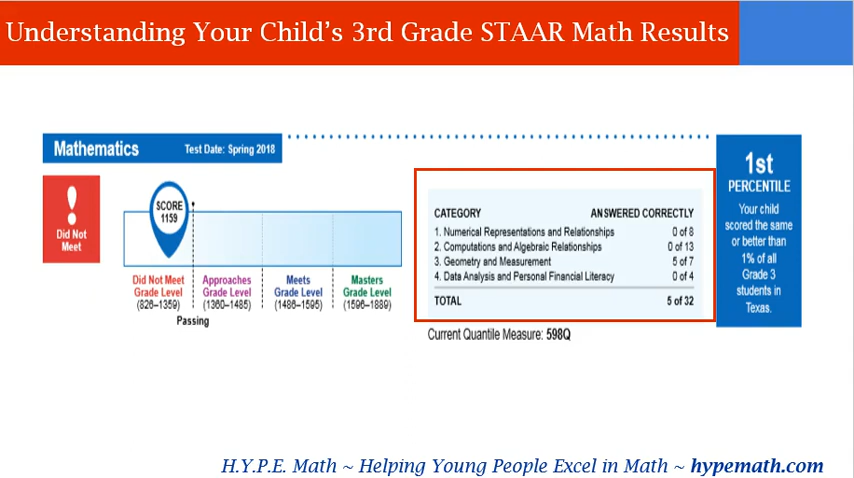 Understanding Your Child's 3rd Grade STAAR Math Results
Mathematics
Test Date: Spring 2018
!
Did Not
Meet
SCORE
1159
Did Not Meet
Grade Level
(826–1359)
Approaches
Grade Level
(1360–1485)
Meets
Grade Level
(1486–1595)
Masters
Grade Level
(1596–1889)
Passing
CATEGORY ANSWERED CORRECTLY
1. Numerical Representations and Relationships 0 of 8
2. Computations and Algebraic Relationships 0 of 13
3. Geometry and Measurement 5 of 7
4. Data Analysis and Personal Financial Literacy 0 of 4
TOTAL 5 of 32
Current Quantile Measure: 598Q
1st
PERCENTILE
Your child
scored the same
or better than
1% of all
Grade 3
students in
Texas.
H.Y.P.E. Math ~ Helping Young People Excel in Math ~ hypemath.com